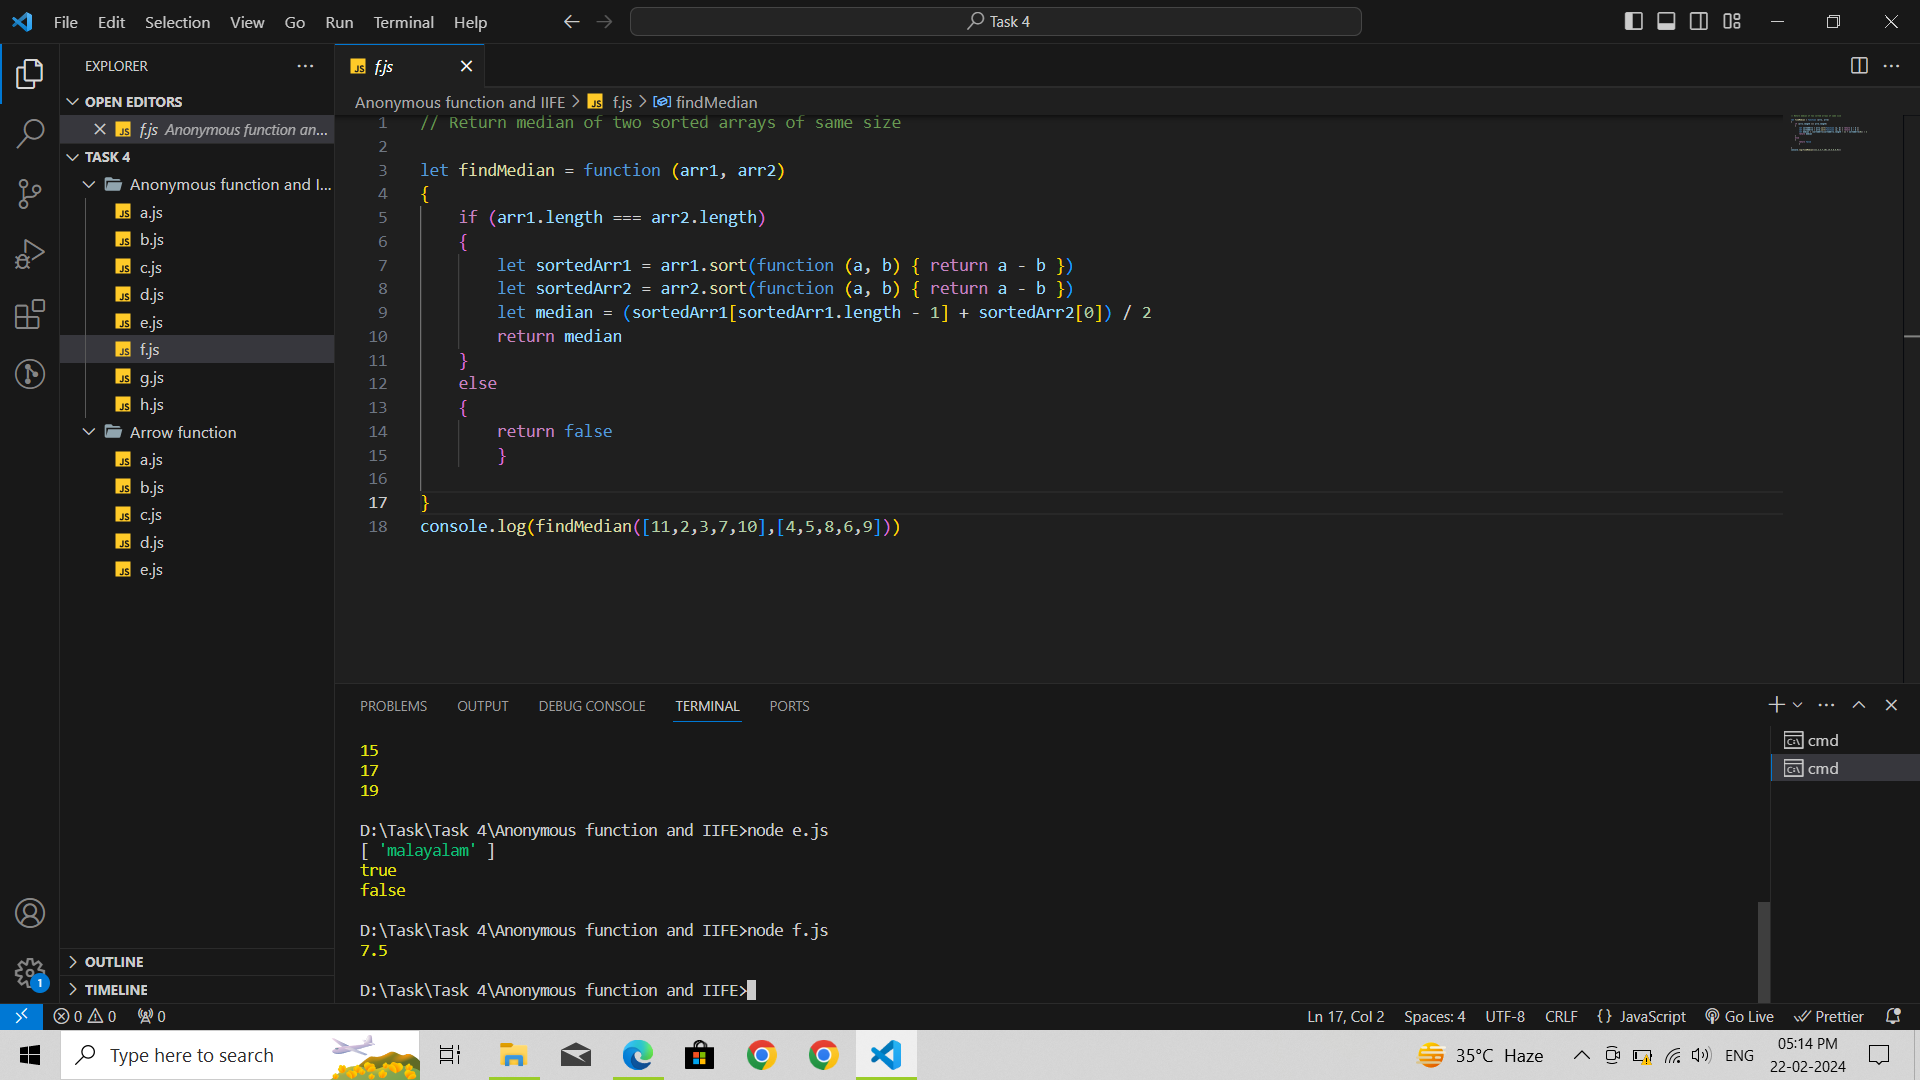 File Edit Selection View Go Run Terminal Help
Task 4
EXPLORER
OPEN EDITORS
f.js Anonymous function an...
TASK 4
Anonymous function and I...
a.js
b.js
c.js
d.js
e.js
f.js
g.js
h.js
Arrow function
a.js
b.js
c.js
d.js
e.js
OUTLINE
TIMELINE
f.js
Anonymous function and IIFE > f.js > findMedian
1 // Return median of two sorted arrays of same size
2
3 let findMedian = function (arr1, arr2)
4 {
5 if (arr1.length === arr2.length)
6 {
7 let sortedArr1 = arr1.sort(function (a, b) { return a - b })
8 let sortedArr2 = arr2.sort(function (a, b) { return a - b })
9 let median = (sortedArr1[sortedArr1.length - 1] + sortedArr2[0]) / 2
10 return median
11 }
12 else
13 {
14 return false
15 }
16
17 }
18 console.log(findMedian([11,2,3,7,10],[4,5,8,6,9]))
PROBLEMS OUTPUT DEBUG CONSOLE TERMINAL PORTS
15
17
19
D:\Task\Task 4\Anonymous function and IIFE>node e.js
[ 'malayalam' ]
true
false
D:\Task\Task 4\Anonymous function and IIFE>node f.js
7.5
D:\Task\Task 4\Anonymous function and IIFE>
cmd
cmd
1
0 0 0
Ln 17, Col 2 Spaces: 4 UTF-8 CRLF {} JavaScript Go Live Prettier
Type here to search
35°C Haze
ENG
05:14 PM
22-02-2024